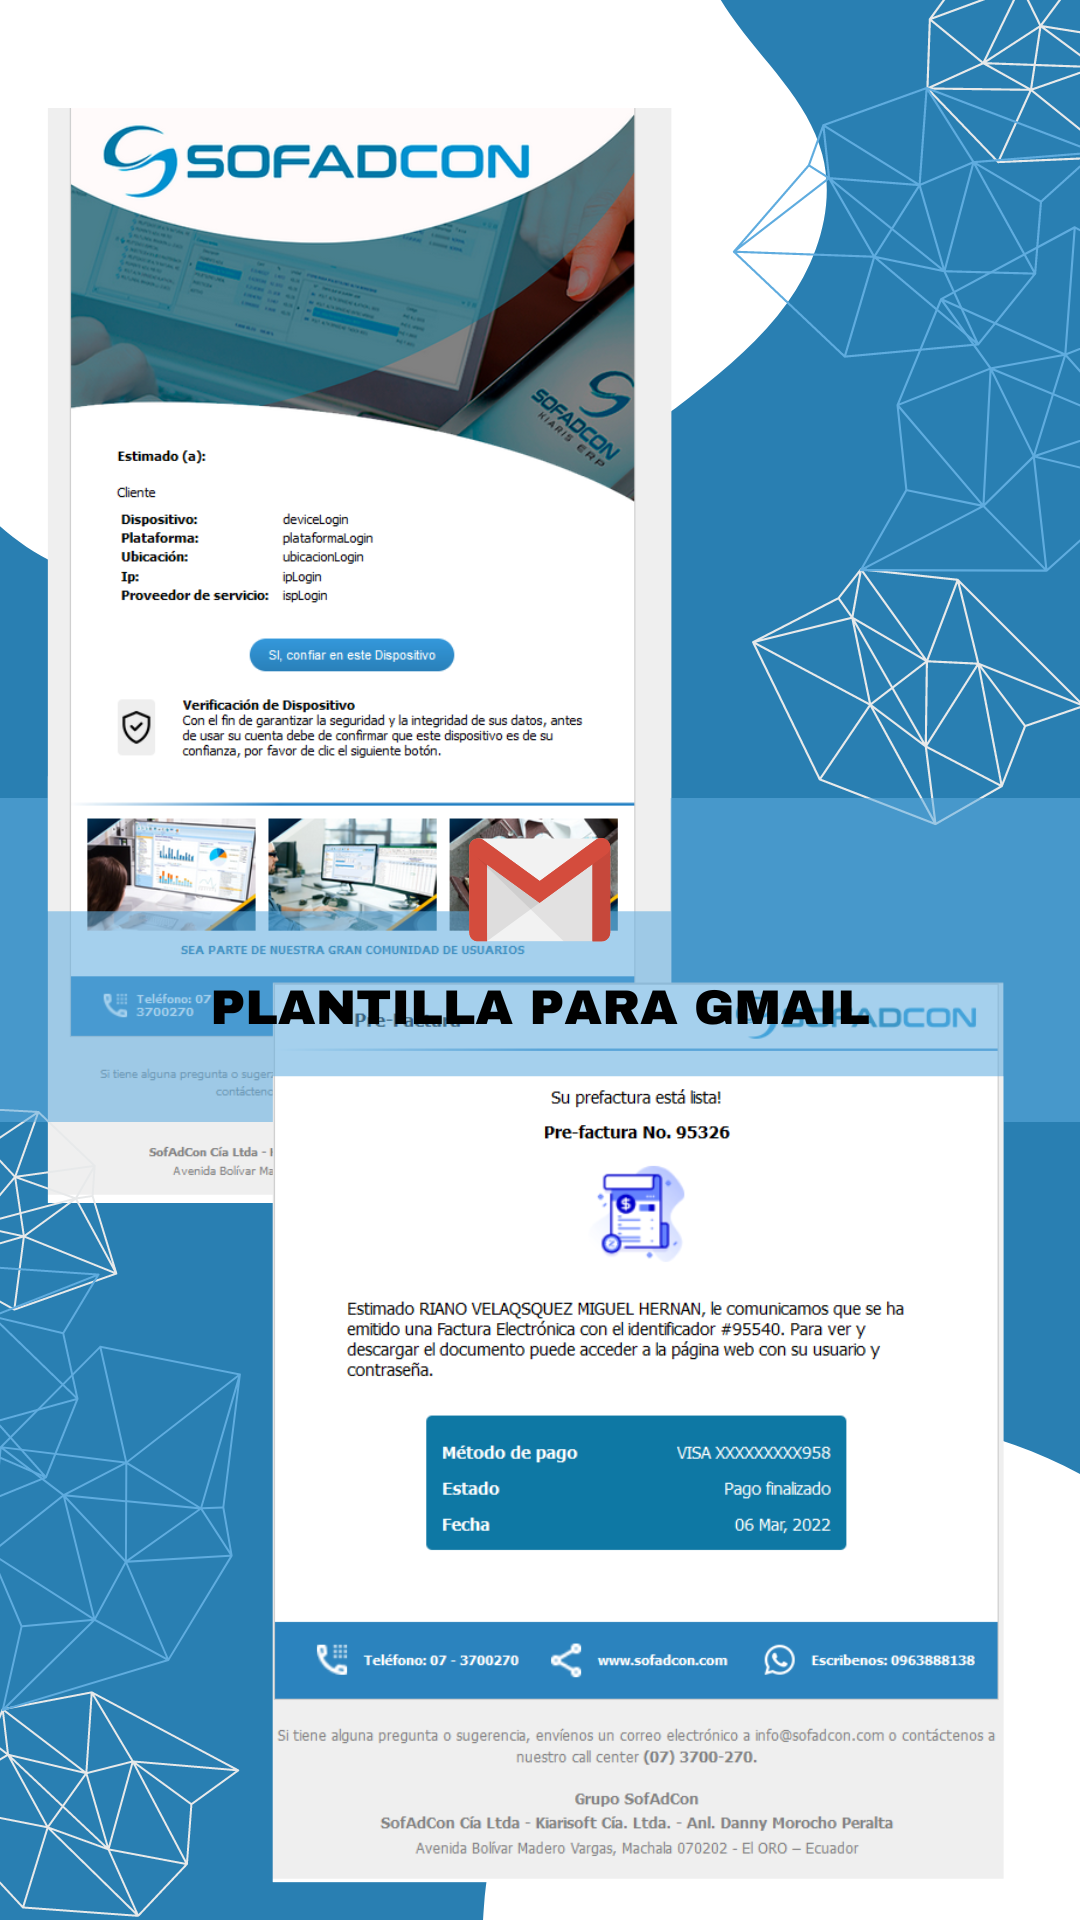 SOFADCON
SOFADCON
KIARIS ERP
Estimado (a):
Cliente
Dispositivo: deviceLogin
Plataforma: plataformaLogin
Ubicación: ubicacionLogin
Ip: ipLogin
Proveedor de servicio: ispLogin
SI, confiar en este Dispositivo
Verificación de Dispositivo
Con el fin de garantizar la seguridad y la integridad de sus datos, antes
de usar su cuenta debe de confirmar que este dispositivo es de su
confianza, por favor de clic el siguiente botón.
SEA PARTE DE NUESTRA GRAN COMUNIDAD DE USUARIOS
Teléfono: 07
3700270
PLANTILLA PARA GMAIL
Pre-Factura
SOFADCON
Si tiene alguna pregunta o suger
contáctenc
SofAdCon Cía Ltda -
Avenida Bolívar Ma
Su prefactura está lista!
Pre-factura No. 95326
Estimado RIANO VELAQSQUEZ MIGUEL HERNAN, le comunicamos que se ha
emitido una Factura Electrónica con el identificador #95540. Para ver y
descargar el documento puede acceder a la página web con su usuario y
contraseña.
Método de pago VISA XXXXXXXXX958
Estado Pago finalizado
Fecha 06 Mar, 2022
Teléfono: 07 - 3700270 www.sofadcon.com Escribenos: 0963888138
Si tiene alguna pregunta o sugerencia, envíenos un correo electrónico a info@sofadcon.com o contáctenos a
nuestro call center (07) 3700-270.
Grupo SofAdCon
SofAdCon Cía Ltda - Kiarisoft Cía. Ltda. - Anl. Danny Morocho Peralta
Avenida Bolívar Madero Vargas, Machala 070202 - El ORO – Ecuador